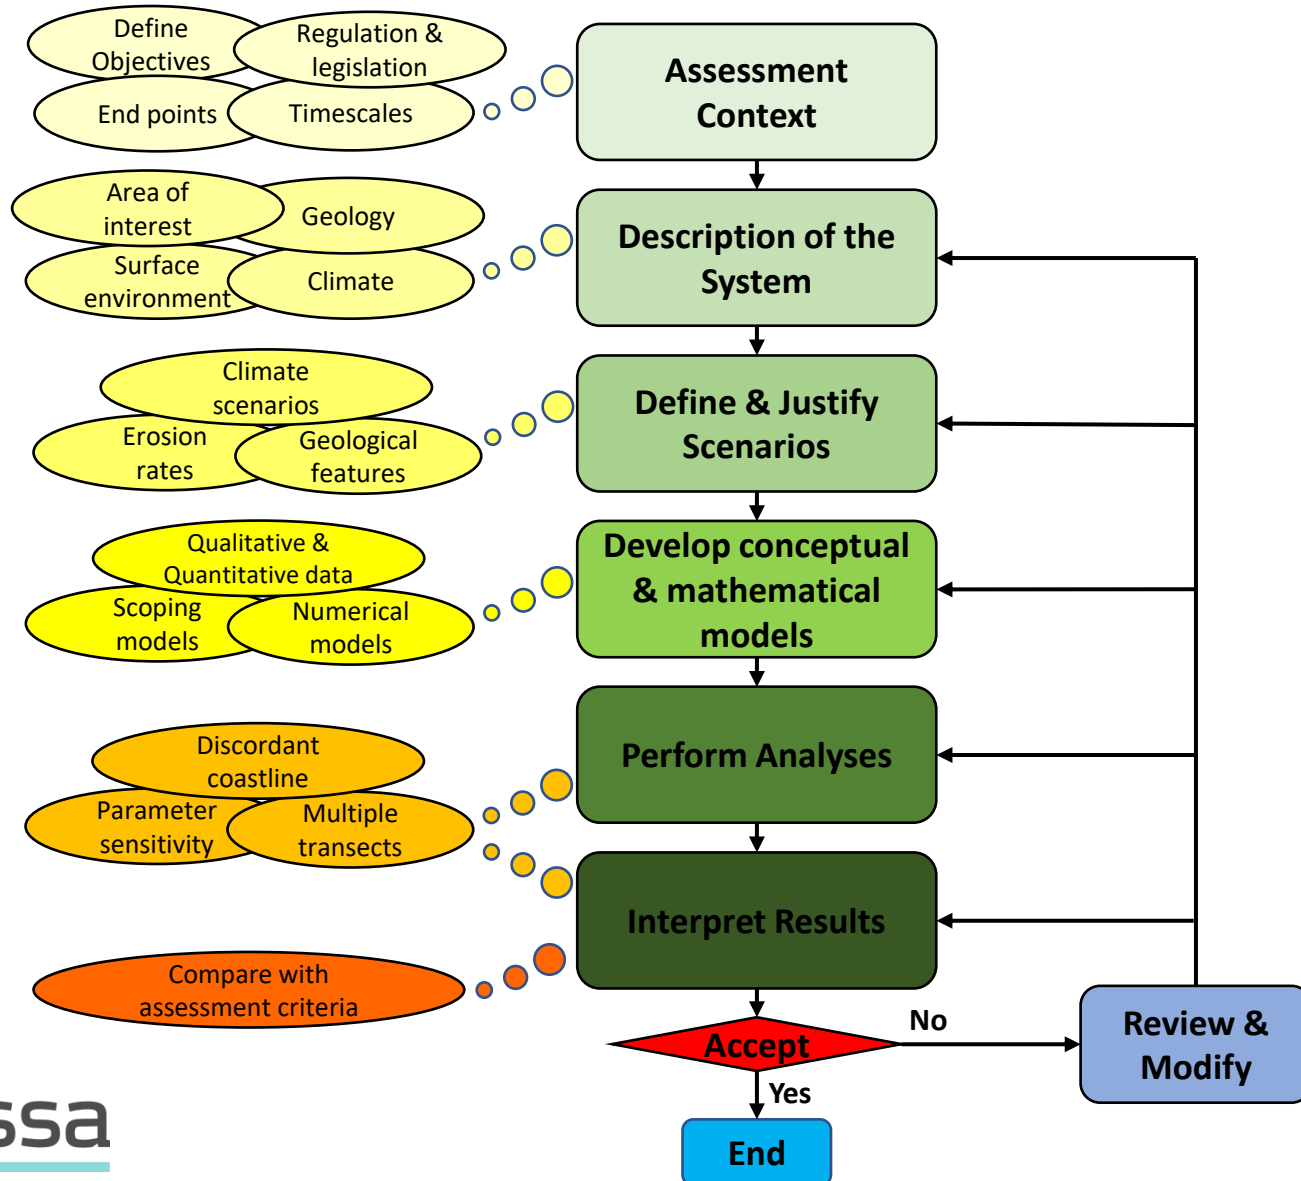 Define
Objectives
Regulation &
legislation
End points
Timescales
Assessment
Context
Area of
interest
Geology
Surface
environment
Climate
Description of the
System
Climate
scenarios
Erosion
rates
Geological
features
Define & Justify
Scenarios
Qualitative &
Quantitative data
Scoping
models
Numerical
models
Develop conceptual
& mathematical
models
Discordant
coastline
Parameter
sensitivity
Multiple
transects
Perform Analyses
Interpret Results
Compare with
assessment criteria
Accept
No
Review &
Modify
Yes
End
ssa